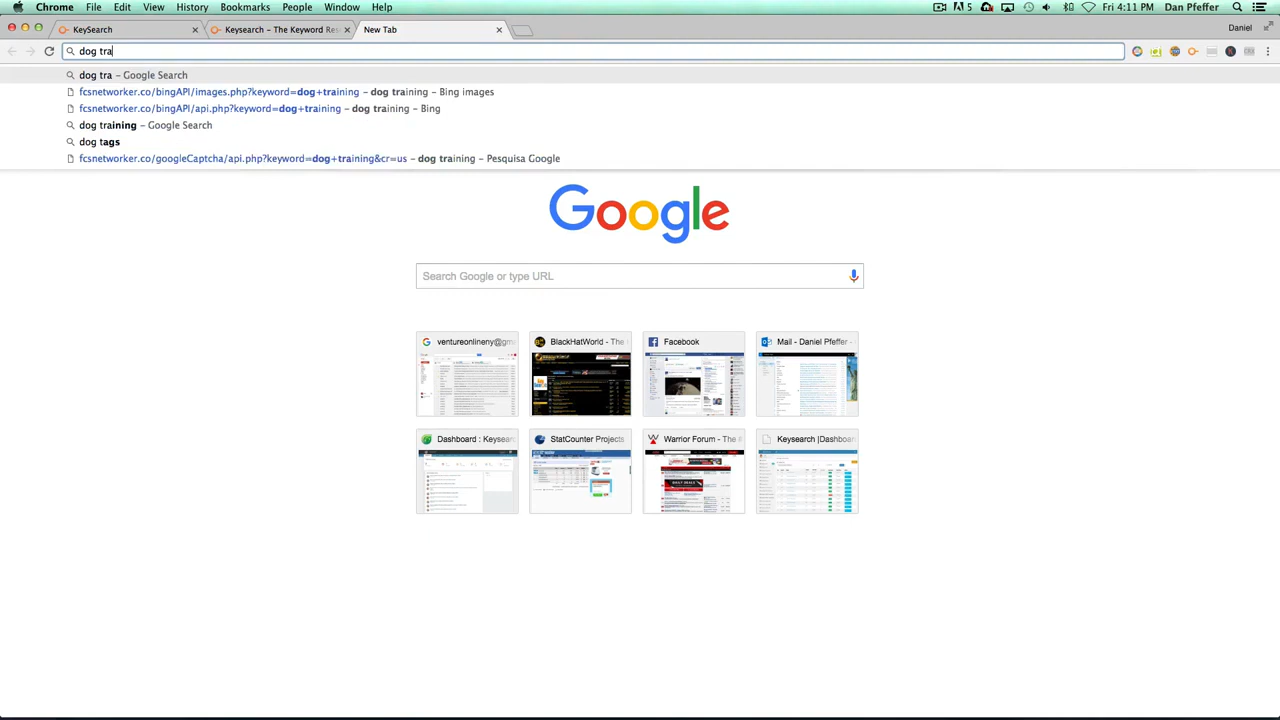 Chrome File Edit View History Bookmarks People Window Help 5 Fri 4:11 PM Dan Pfeffer
KeySearch Keysearch – The Keyword Res New Tab Daniel
dog tra
dog tra – Google Search
fcsnetworker.co/bingAPI/images.php?keyword=dog+training – dog training – Bing images
fcsnetworker.co/bingAPI/api.php?keyword=dog+training – dog training – Bing
dog training – Google Search
dog tags
fcsnetworker.co/googleCaptcha/api.php?keyword=dog+training&cr=us – dog training – Pesquisa Google
Google
Search Google or type URL
ventureonlineny@gm BlackHatWorld - The Facebook Mail - Daniel Pfeffer -
Dashboard : Keysear StatCounter Projects Warrior Forum - The Keysearch |Dashboar